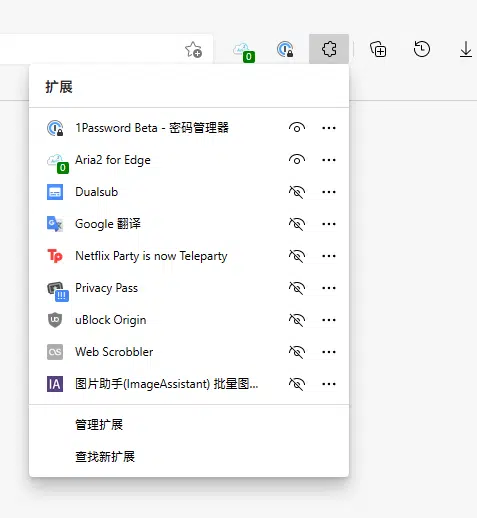 0
扩展
1Password Beta - 密码管理器
Aria2 for Edge
0
Dualsub
Google 翻译
Netflix Party is now Teleparty
Privacy Pass
!!!
uBlock Origin
Web Scrobbler
IA 图片助手(ImageAssistant) 批量图...
管理扩展
查找新扩展